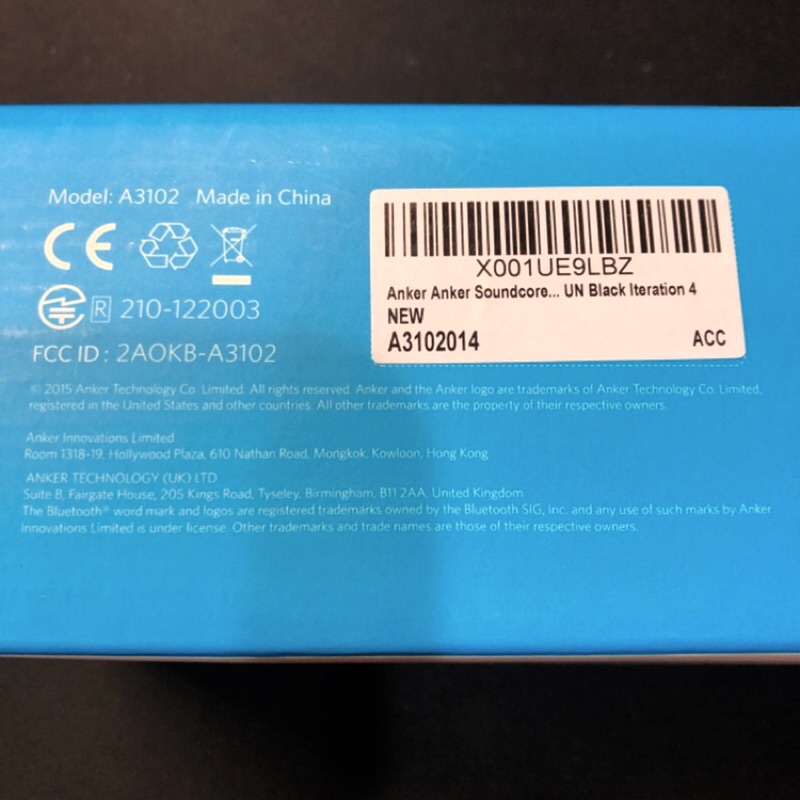 Model: A3102 Made in China
CE
R 210-122003
FCC ID : 2AOKB-A3102
X001UE9LBZ
Anker Anker Soundcore... UN Black Iteration 4
NEW
A3102014 ACC
© 2015 Anker Technology Co. Limited. All rights reserved. Anker and the Anker logo are trademarks of Anker Technology Co. Limited,
registered in the United States and other countries. All other trademarks are the property of their respective owners.
Anker Innovations Limited
Room 1318-19, Hollywood Plaza, 610 Nathan Road, Mongkok, Kowloon, Hong Kong
ANKER TECHNOLOGY (UK) LTD
Suite B, Fairgate House, 205 Kings Road, Tyseley, Birmingham, B11 2AA, United Kingdom
The Bluetooth® word mark and logos are registered trademarks owned by the Bluetooth SIG, Inc. and any use of such marks by Anker
Innovations Limited is under license. Other trademarks and trade names are those of their respective owners.